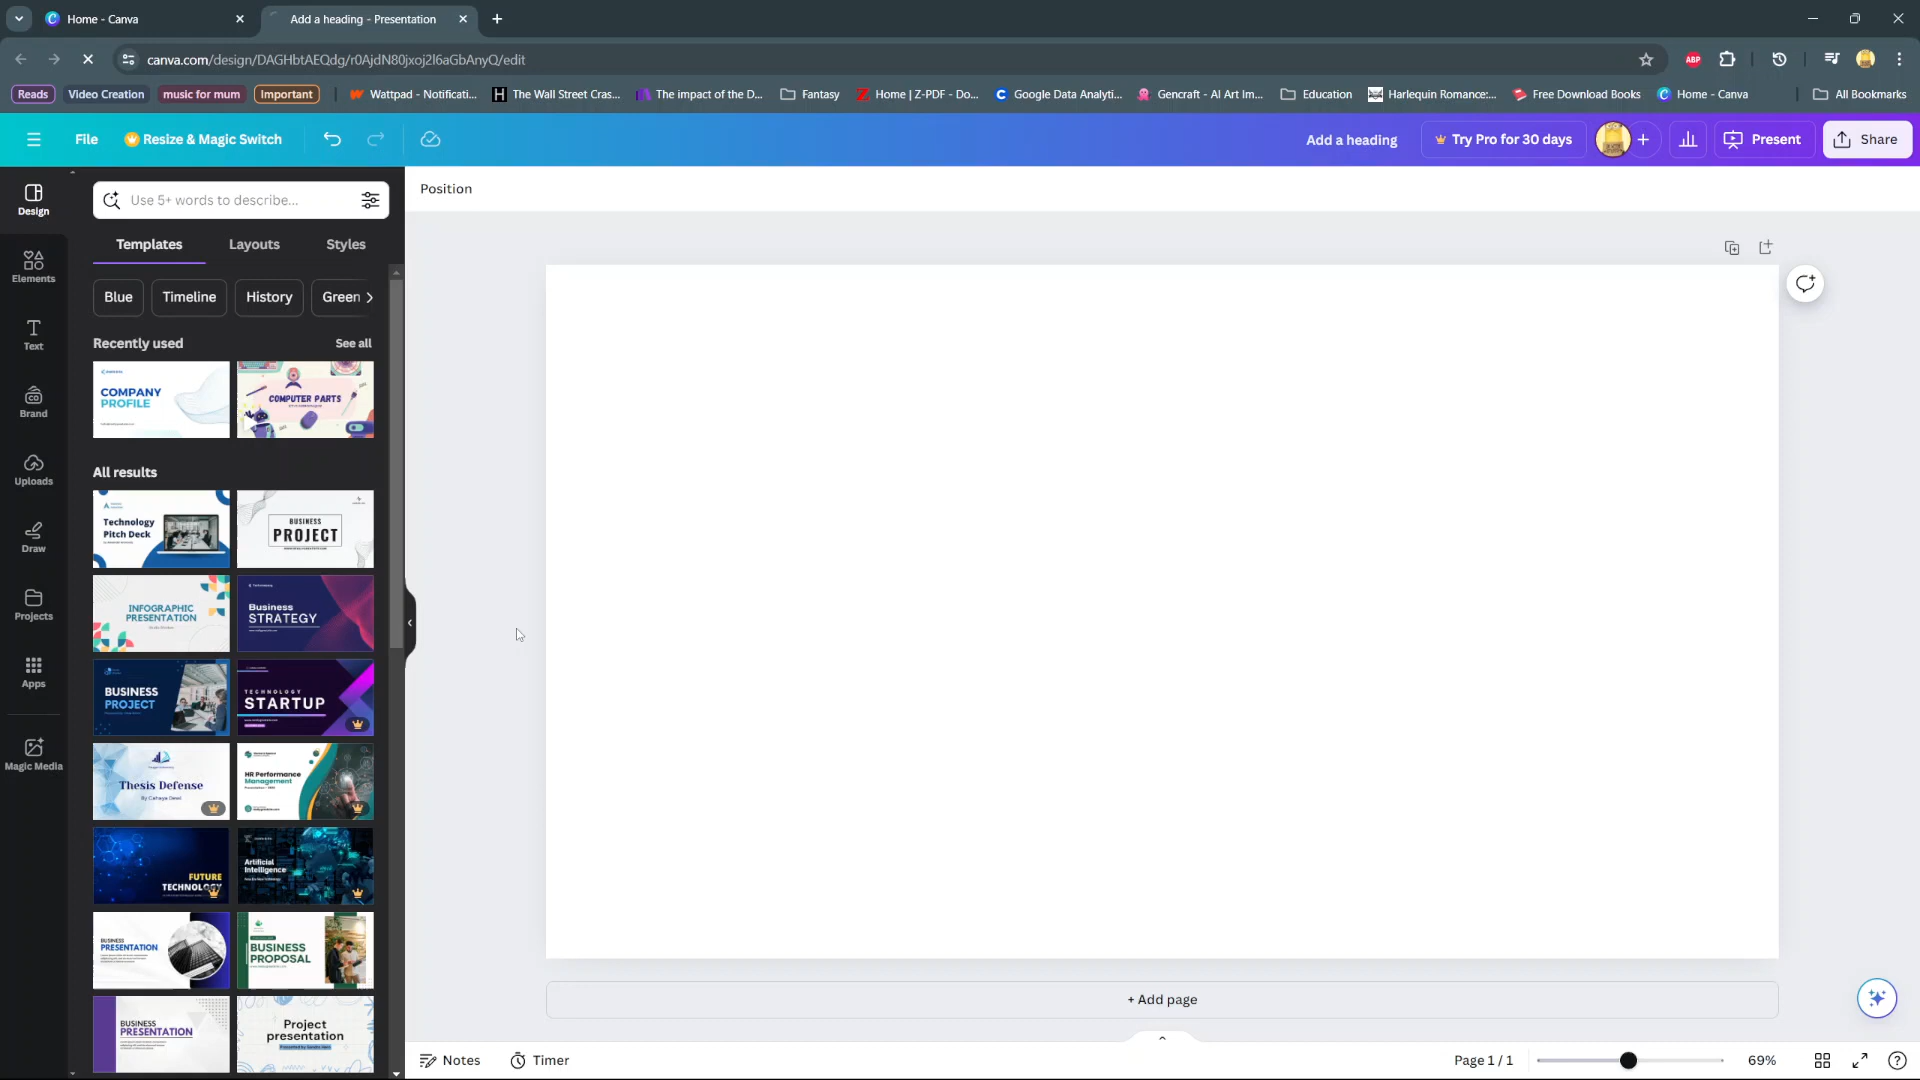 Home - Canva
Add a heading - Presentation
canva.com/design/DAGHbtAEQdg/r0AjdN80jxoj2l6aGbAnyQ/edit
ABP
Reads
Video Creation
music for mum
Important
Wattpad - Notificati...
The Wall Street Cras...
The impact of the D...
Fantasy
Home | Z-PDF - Do...
Google Data Analyti...
Gencraft - AI Art Im...
Education
Harlequin Romance:...
Free Download Books
Home - Canva
All Bookmarks
File
Resize & Magic Switch
Add a heading
Try Pro for 30 days
Present
Share
Design
Elements
Text
Brand
Uploads
Draw
Projects
Apps
Magic Media
Use 5+ words to describe...
Templates
Layouts
Styles
Blue
Timeline
History
Green
Recently used
See all
COMPANY
PROFILE
COMPUTER PARTS
All results
Technology
Pitch Deck
BUSINESS
PROJECT
INFOGRAPHIC
PRESENTATION
Business
STRATEGY
BUSINESS
PROJECT
TECHNOLOGY
STARTUP
Thesis Defense
By Cahaya Dewi
HR Performance
Management
FUTURE
TECHNOLOGY
Artificial
Intelligence
BUSINESS
PRESENTATION
BUSINESS
PROPOSAL
BUSINESS
PRESENTATION
Project
presentation
Position
+ Add page
Notes
Timer
Page 1 / 1
69%